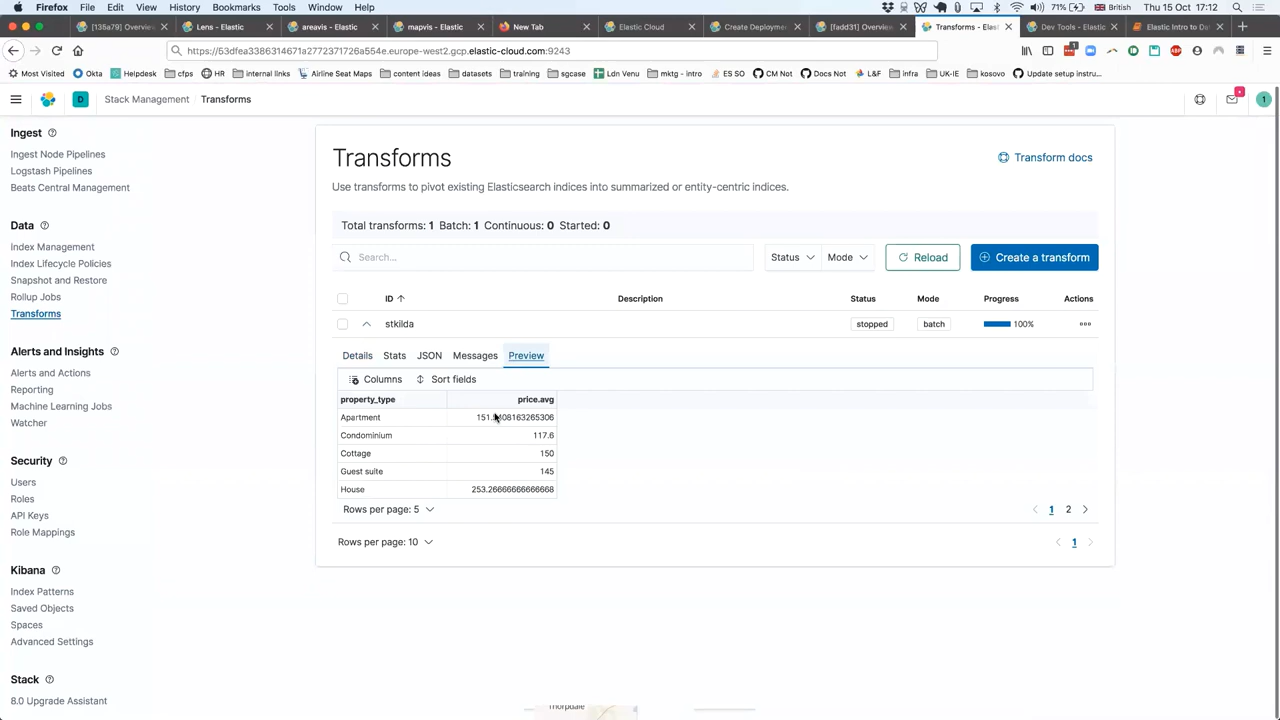 Firefox File Edit View History Bookmarks Tools Window Help 71% British Thu 15 Oct 17:12
[135a79] Overview Lens - Elastic areavis - Elastic mapvis - Elastic New Tab Elastic Cloud Create Deployme [fadd31] Overview Transforms - Elas Dev Tools - Elastic Elastic Intro to Da
https://63dfea3386314671a2772371726a554e.europe-west2.gcp.elastic-cloud.com:9243
Most Visited Okta Helpdesk cfps HR internal links Airline Seat Maps content ideas datasets training sgcase Ldn Venu mktg - intro ES SO CM Not Docs Not L&F infra UK-IE kosovo Update setup instru...
D Stack Management Transforms 1
Ingest
Ingest Node Pipelines
Logstash Pipelines
Beats Central Management
Data
Index Management
Index Lifecycle Policies
Snapshot and Restore
Rollup Jobs
Transforms
Alerts and Insights
Alerts and Actions
Reporting
Machine Learning Jobs
Watcher
Security
Users
Roles
API Keys
Role Mappings
Kibana
Index Patterns
Saved Objects
Spaces
Advanced Settings
Stack
8.0 Upgrade Assistant
Transforms
Transform docs
Use transforms to pivot existing Elasticsearch indices into summarized or entity-centric indices.
Total transforms: 1 Batch: 1 Continuous: 0 Started: 0
Search... Status Mode Reload Create a transform
ID Description Status Mode Progress Actions
stkilda stopped batch 100%
Details Stats JSON Messages Preview
Columns Sort fields
property_type price.avg
Apartment
Condominium 117.6
Cottage 150
Guest suite 145
House 253.26666666666668
Rows per page: 5 1 2
Rows per page: 10 1
Thorpdale